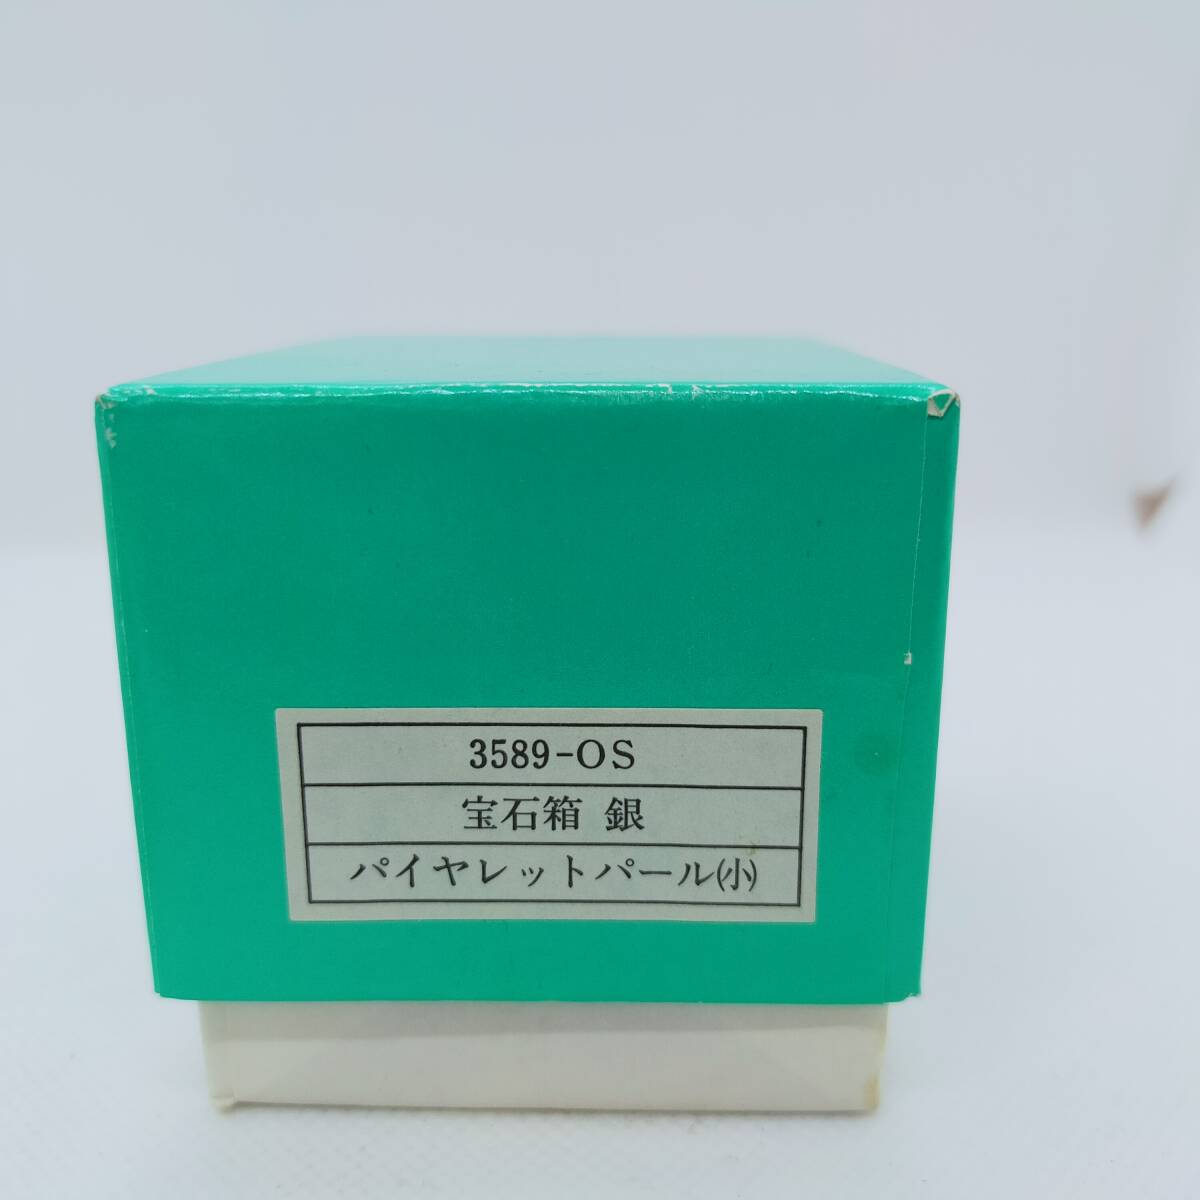 3589-OS
宝石箱 銀
パイヤレットパール(小)